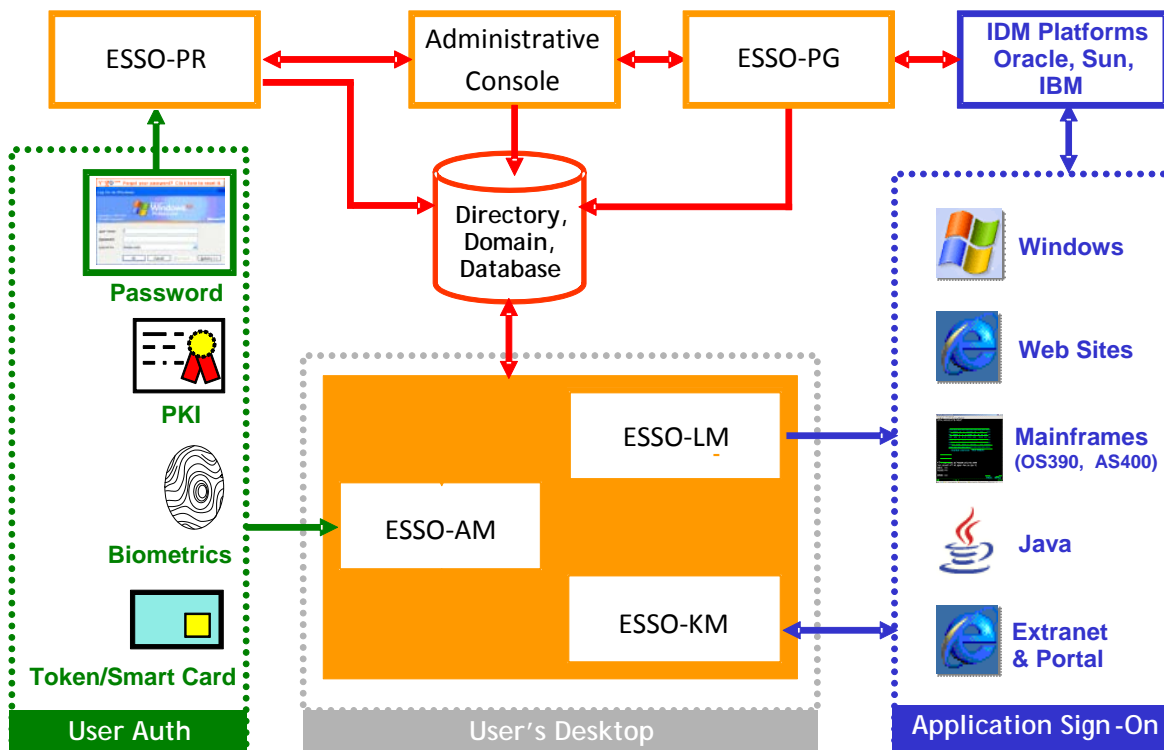 ESSO-PR
Administrative
Console
ESSO-PG
IDM Platforms
Oracle, Sun,
IBM
Directory,
Domain,
Database
Password
PKI
Biometrics
Token/Smart Card
User Auth
ESSO-LM
ESSO-AM
ESSO-KM
User's Desktop
Windows
Web Sites
Mainframes
(OS390, AS400)
Java
Extranet
& Portal
Application Sign-On